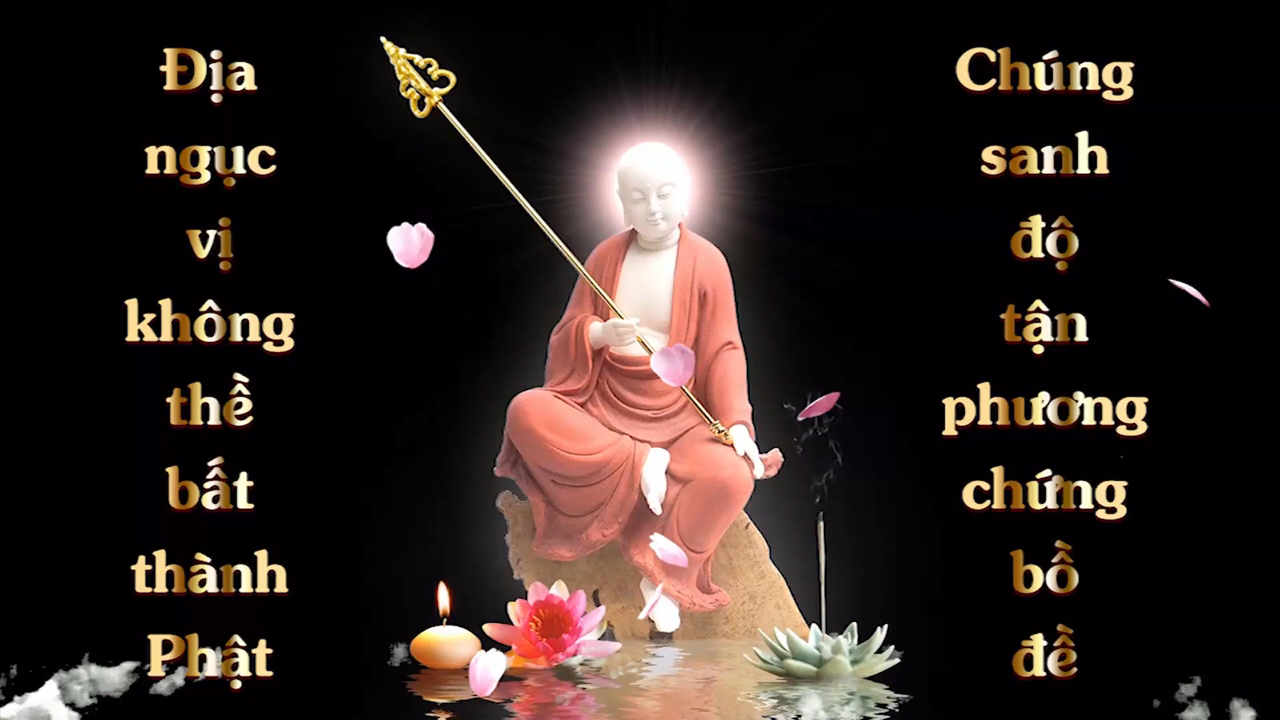 Địa
ngục
vị
không
thề
bất
thành
Phật
Chúng
sanh
độ
tận
phương
chứng
bồ
đề